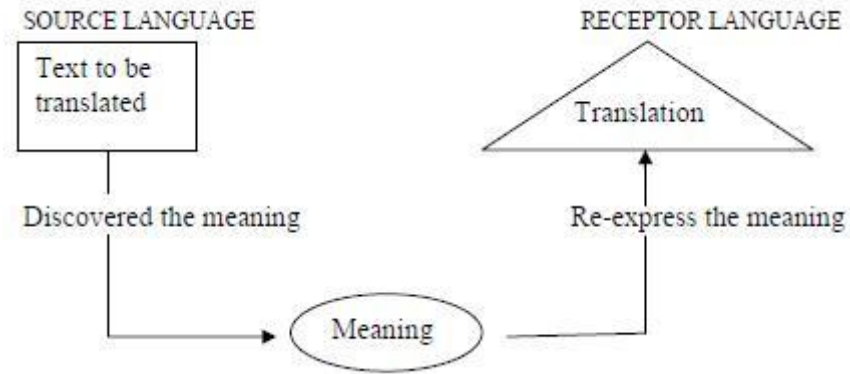 SOURCE LANGUAGE
RECEPTOR LANGUAGE
Text to be
translated
Translation
Discovered the meaning
Re-express the meaning
Meaning